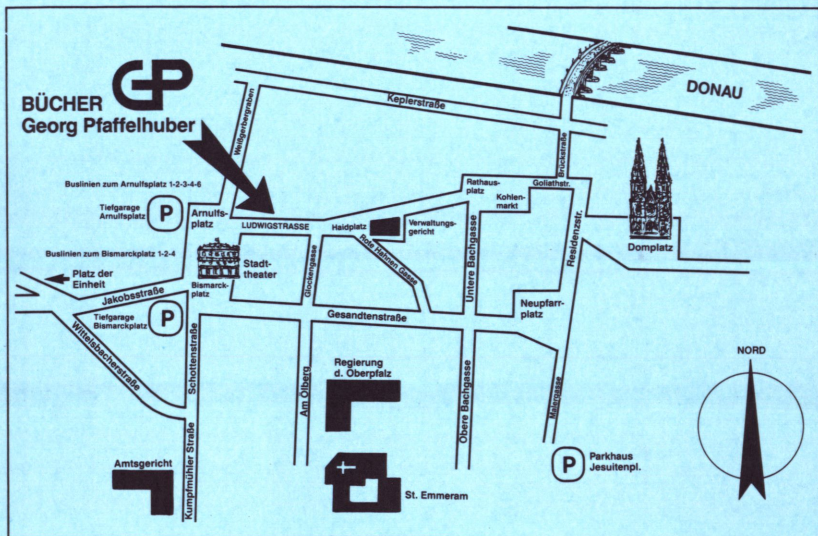 GP
BÜCHER
Georg Pfaffelhuber
DONAU
Keplerstraße
Weißgerbergraben
Brückstraße
Buslinien zum Arnulfsplatz 1-2-3-4-6
Tiefgarage
Arnulfsplatz
P
Arnulfs-
platz
LUDWIGSTRASSE
Haidplatz
Verwaltungs-
gericht
Rathaus-
platz
Kohlen-
markt
Goliathstr.
Residenzstr.
Domplatz
Buslinien zum Bismarckplatz 1-2-4
Platz der
Einheit
Stadt-
theater
Glockengasse
Rote Hahnen Gasse
Untere Bachgasse
Jakobsstraße
Bismarck-
platz
Tiefgarage
Bismarckplatz
P
Gesandtenstraße
Neupfarr-
platz
Wittelsbacherstraße
Schottenstraße
Am Ölberg
Regierung
d. Oberpfalz
Obere Bachgasse
Malergasse
NORD
Amtsgericht
Kumpfmühler Straße
St. Emmeram
P
Parkhaus
Jesuitenpl.